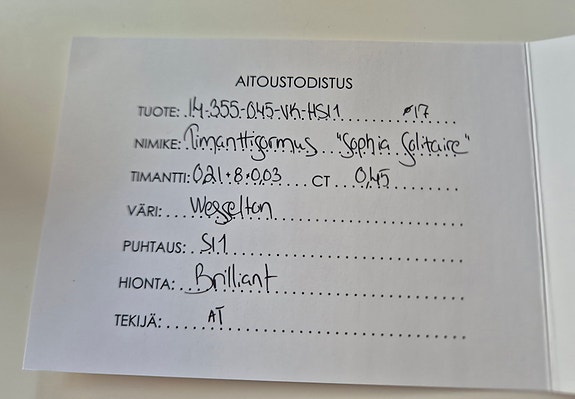 AITOUSTODISTUS
TUOTE: 14-355-045-VK-HSI1 ⌀17
NIMIKE: Timanttisormus "Sophia Solitaire"
TIMANTTI: 0,21+8×0,03 CT 0,45
VÄRI: Wesselton
PUHTAUS: SI1
HIONTA: Brilliant
TEKIJÄ: AT